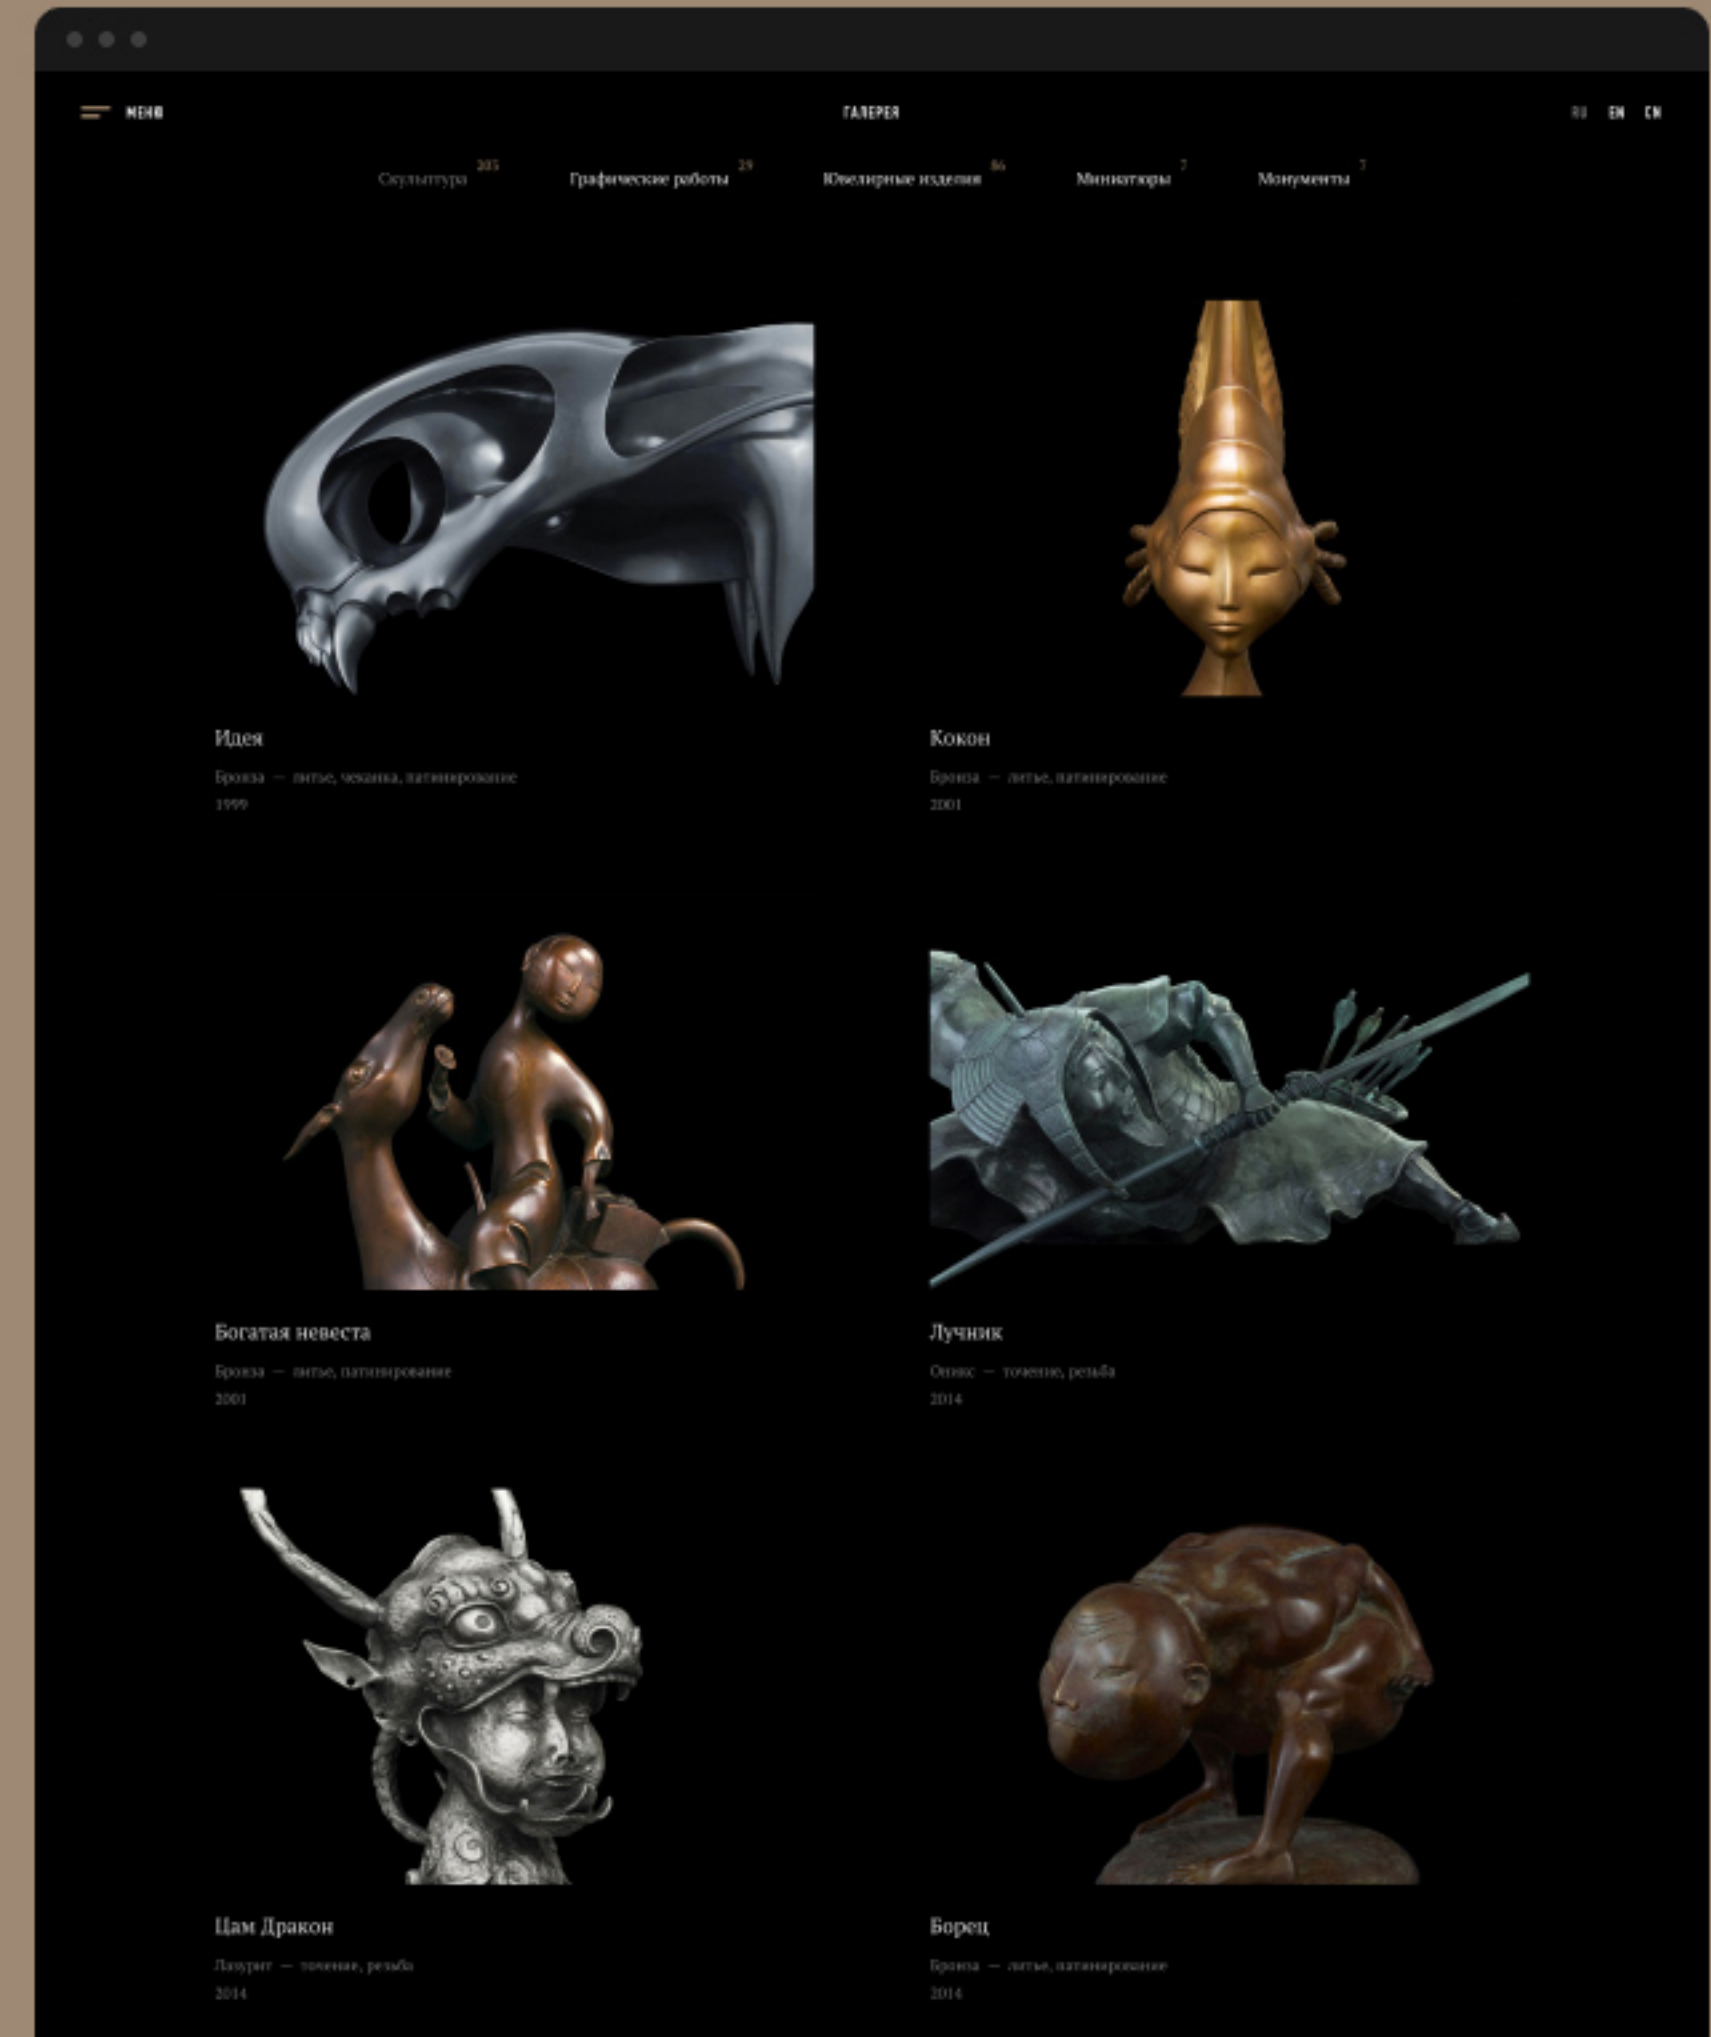 МЕНЮ
ГАЛЕРЕЯ
RU EN CN
Скульптура 203
Графические работы 29
Ювелирные изделия 86
Миниатюры 7
Монументы 7
Идея
Бронза — литье, чеканка, патинирование
1999
Кокон
Бронза — литье, патинирование
2001
Богатая невеста
Бронза — литье, патинирование
2001
Лучник
Оникс — точение, резьба
2014
Цам Дракон
Лазурит — точение, резьба
2014
Борец
Бронза — литье, патинирование
2014